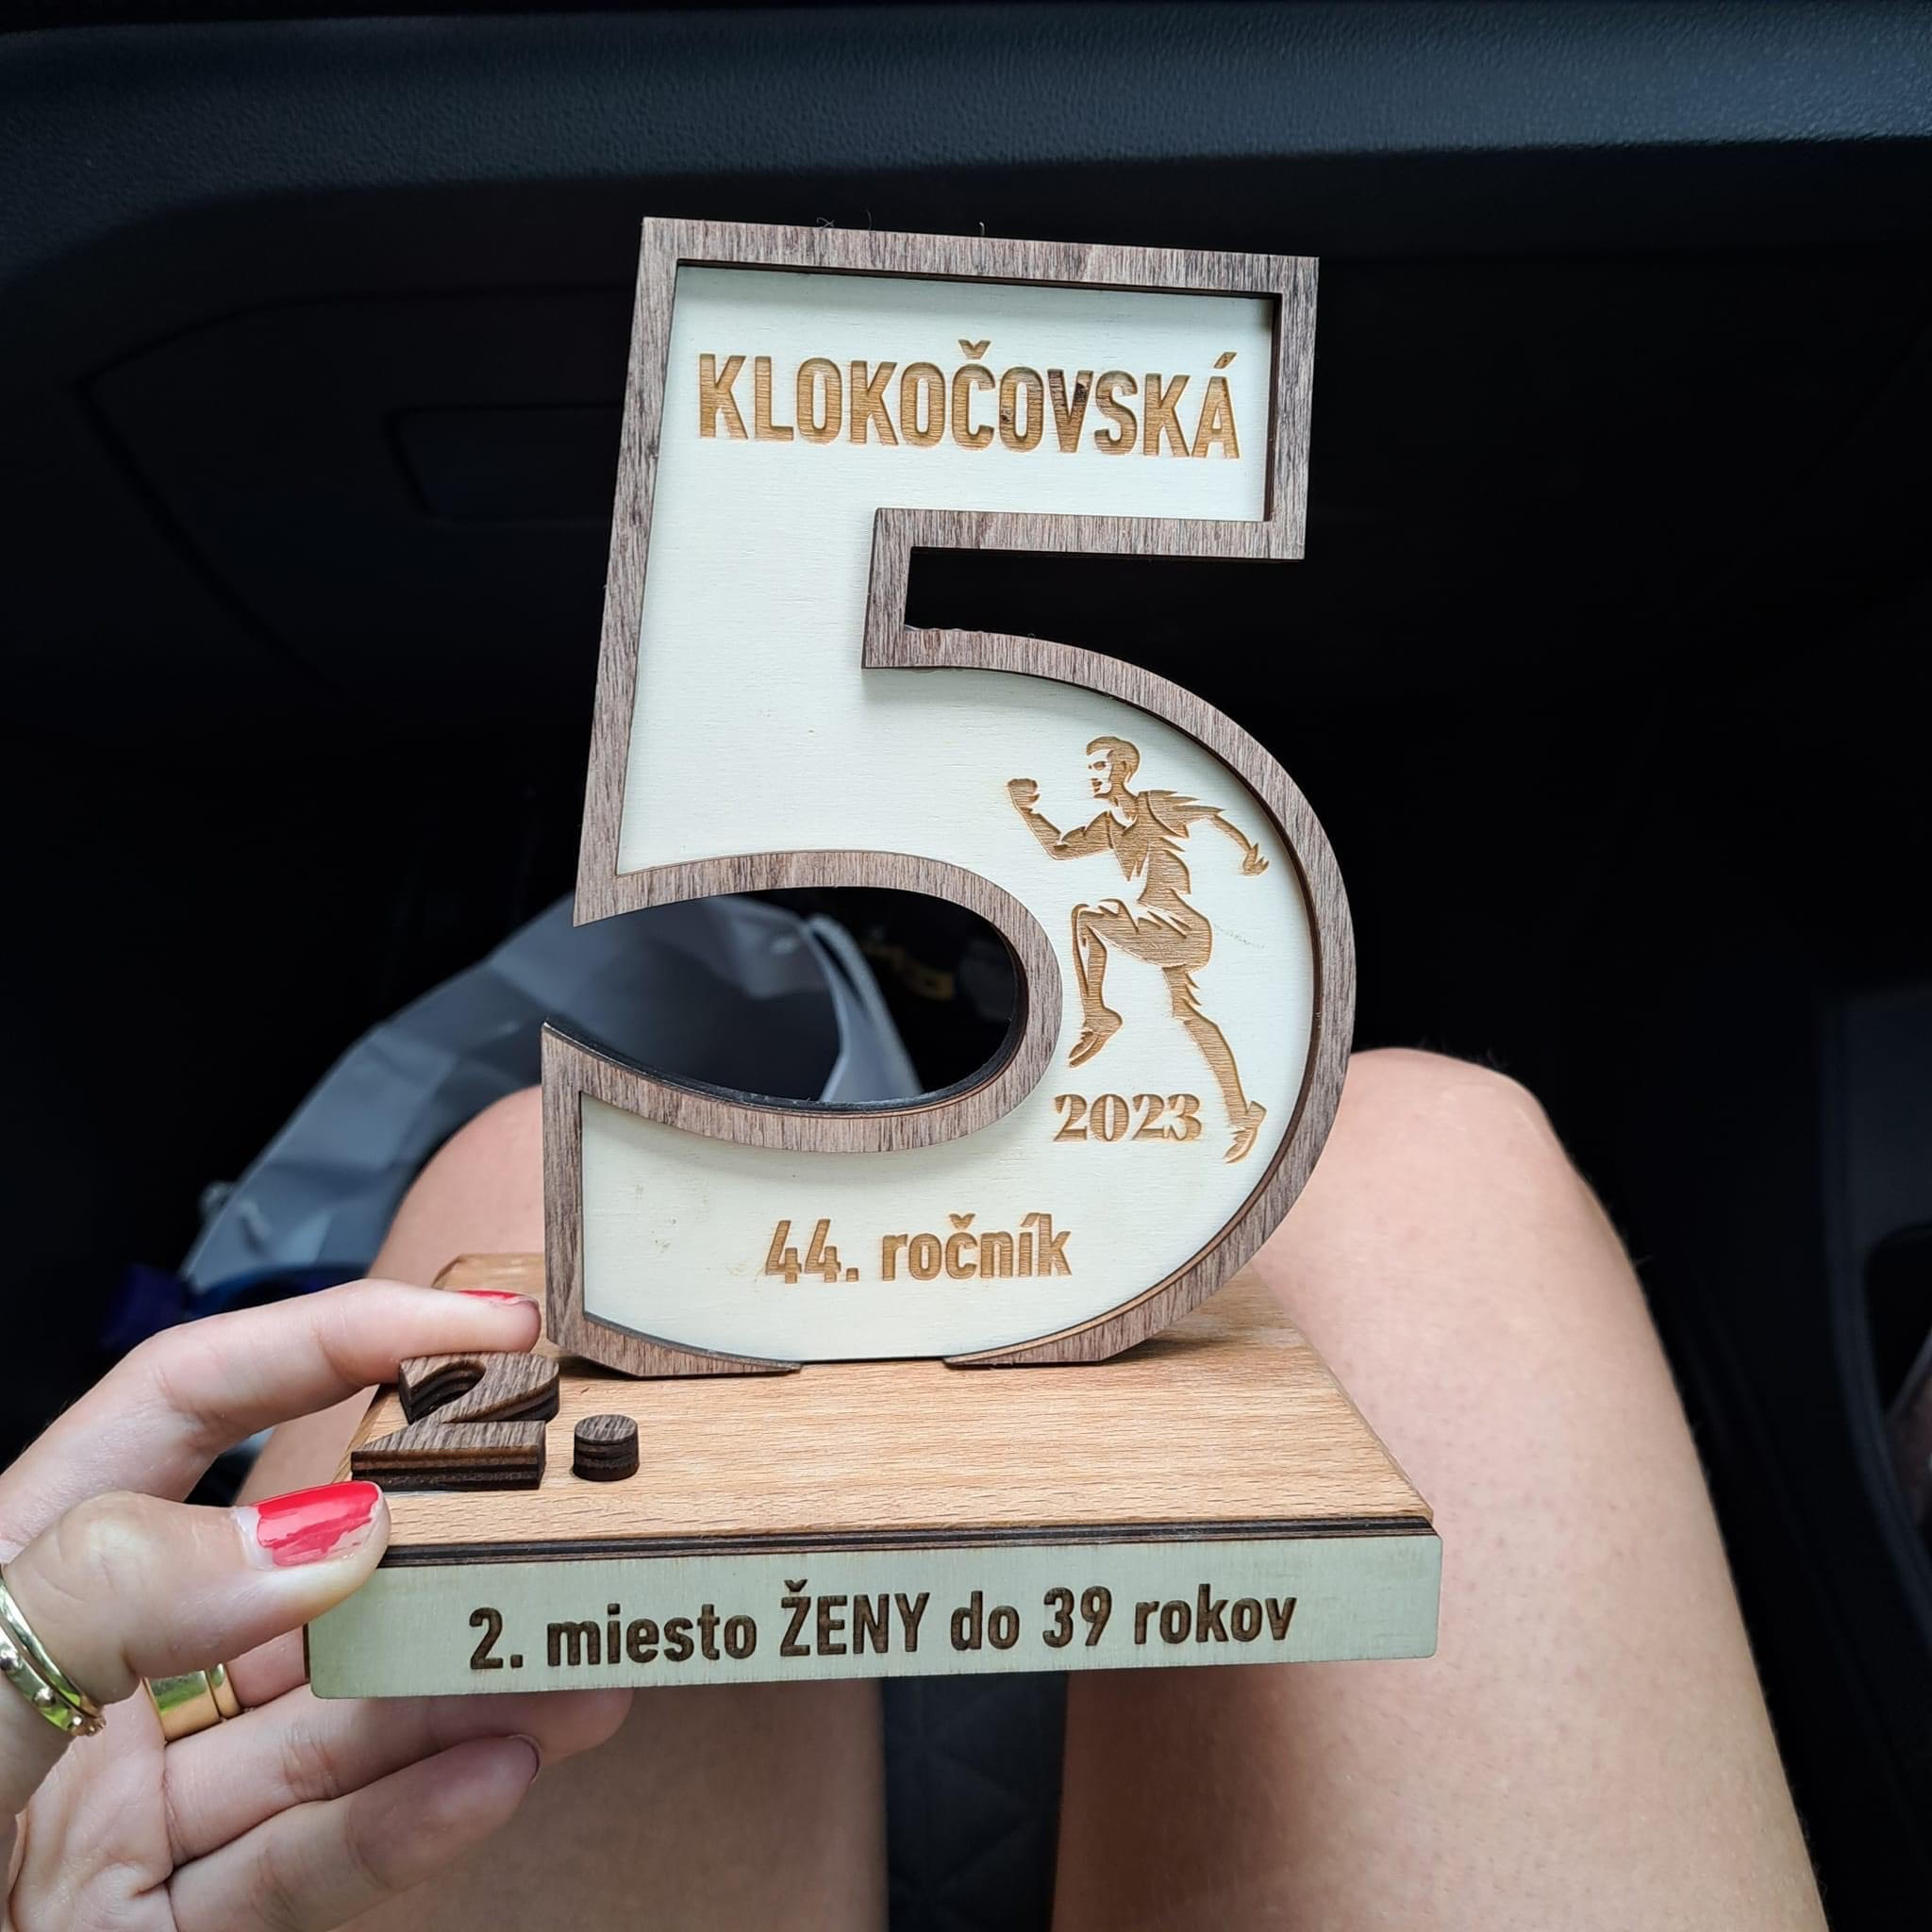 KLOKOČOVSKÁ
5
2023
44. ročník
2.
2. miesto ŽENY do 39 rokov